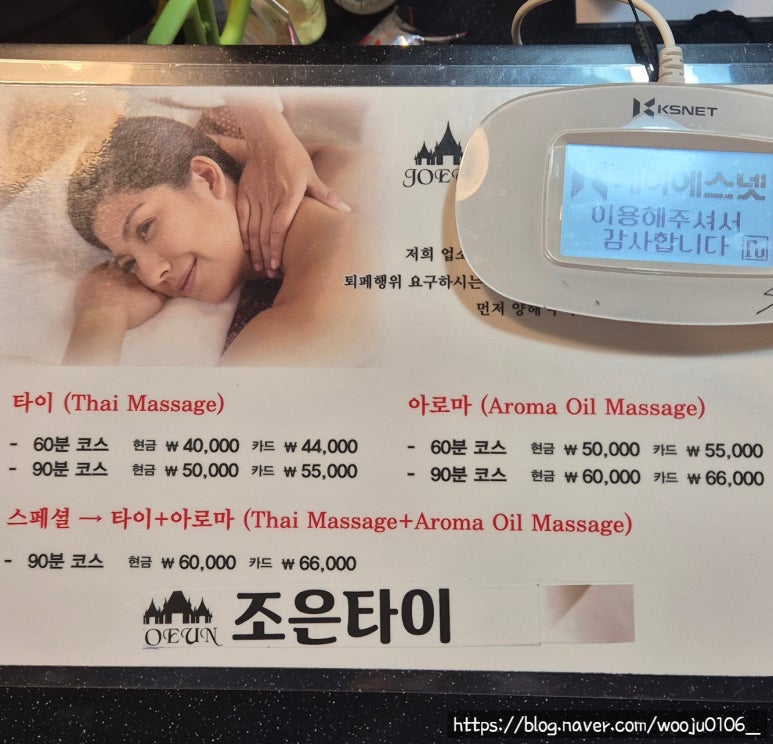 KSNET
케이에스넷
이용해주셔서
감사합니다
저희 업소
퇴폐행위 요구하시는
먼저
타이 (Thai Massage)
- 60분 코스 현금 ₩ 40,000 카드 ₩ 44,000
- 90분 코스 현금 ₩ 50,000 카드 ₩ 55,000
아로마 (Aroma Oil Massage)
- 60분 코스 현금 ₩ 50,000 카드 ₩ 55,000
- 90분 코스 현금 ₩ 60,000 카드 ₩ 66,000
스페셜 → 타이+아로마 (Thai Massage+Aroma Oil Massage)
- 90분 코스 현금 ₩ 60,000 카드 ₩ 66,000
OEUN 조은타이
https://blog.naver.com/wooju0106_